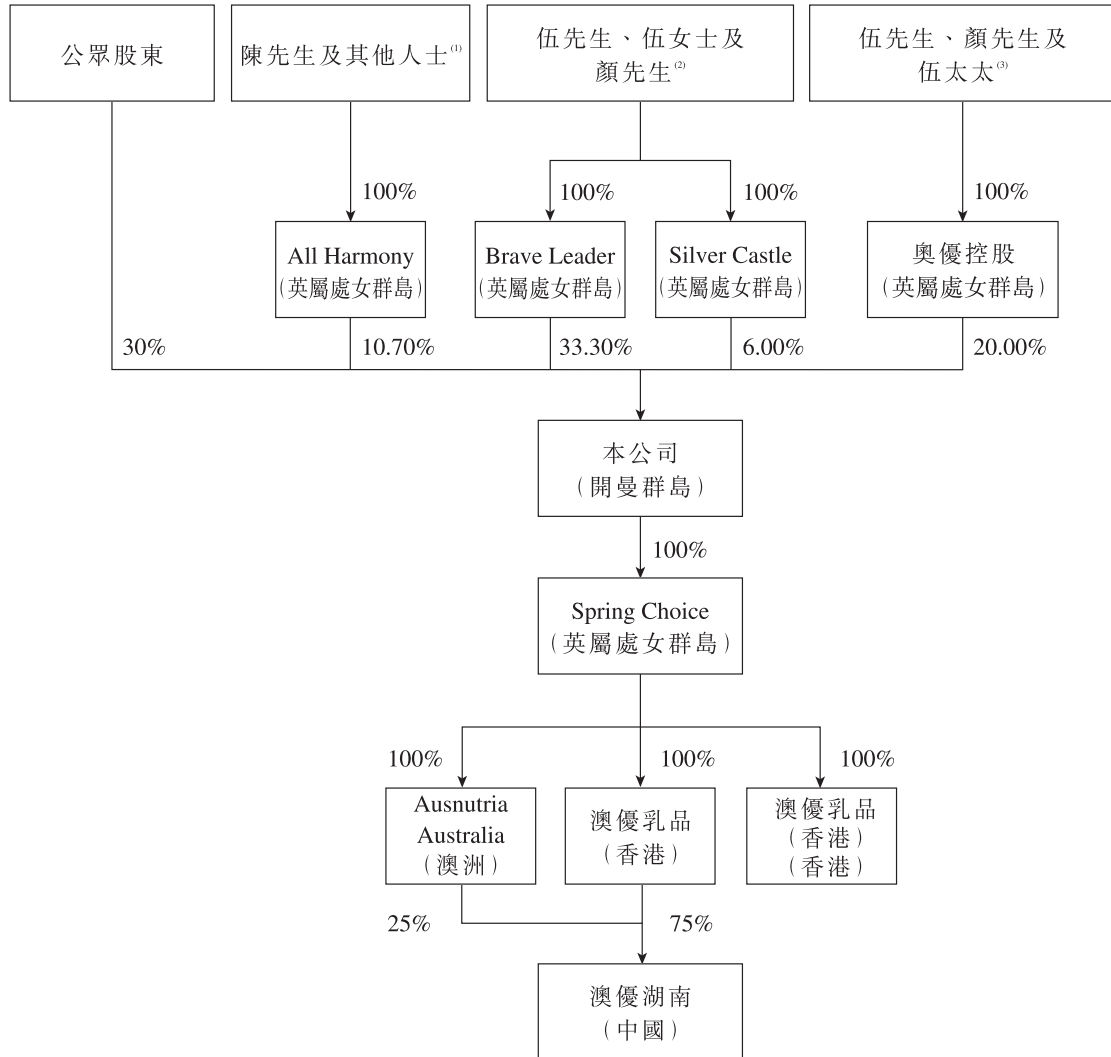 公眾股東
陳先生及其他人士(1)
伍先生、伍女士及
顏先生(2)
伍先生、顏先生及
伍太太(3)
100%
100%
100%
100%
All Harmony
(英屬處女群島)
Brave Leader
(英屬處女群島)
Silver Castle
(英屬處女群島)
奧優控股
(英屬處女群島)
30%
10.70%
33.30%
6.00%
20.00%
本公司
(開曼群島)
100%
Spring Choice
(英屬處女群島)
100%
100%
100%
Ausnutria
Australia
(澳洲)
澳優乳品
(香港)
澳優乳品
(香港)
(香港)
25%
75%
澳優湖南
(中國)